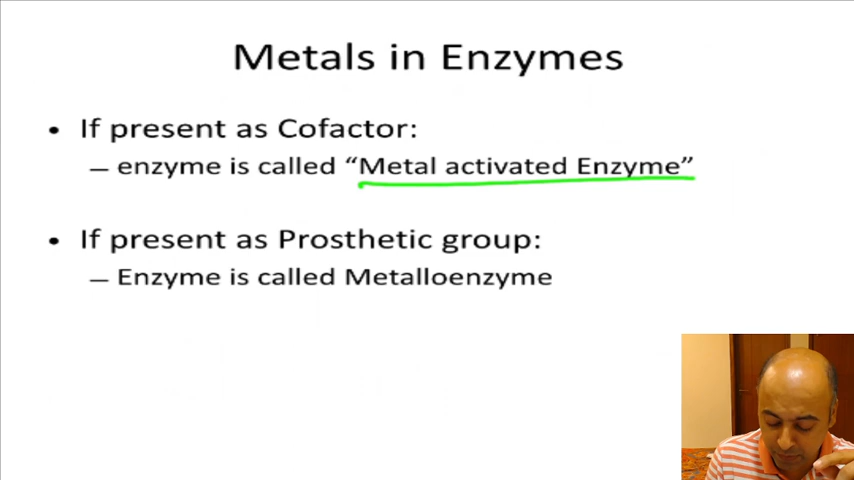 Metals in Enzymes
• If present as Cofactor:
– enzyme is called “Metal activated Enzyme”
• If present as Prosthetic group:
– Enzyme is called Metalloenzyme